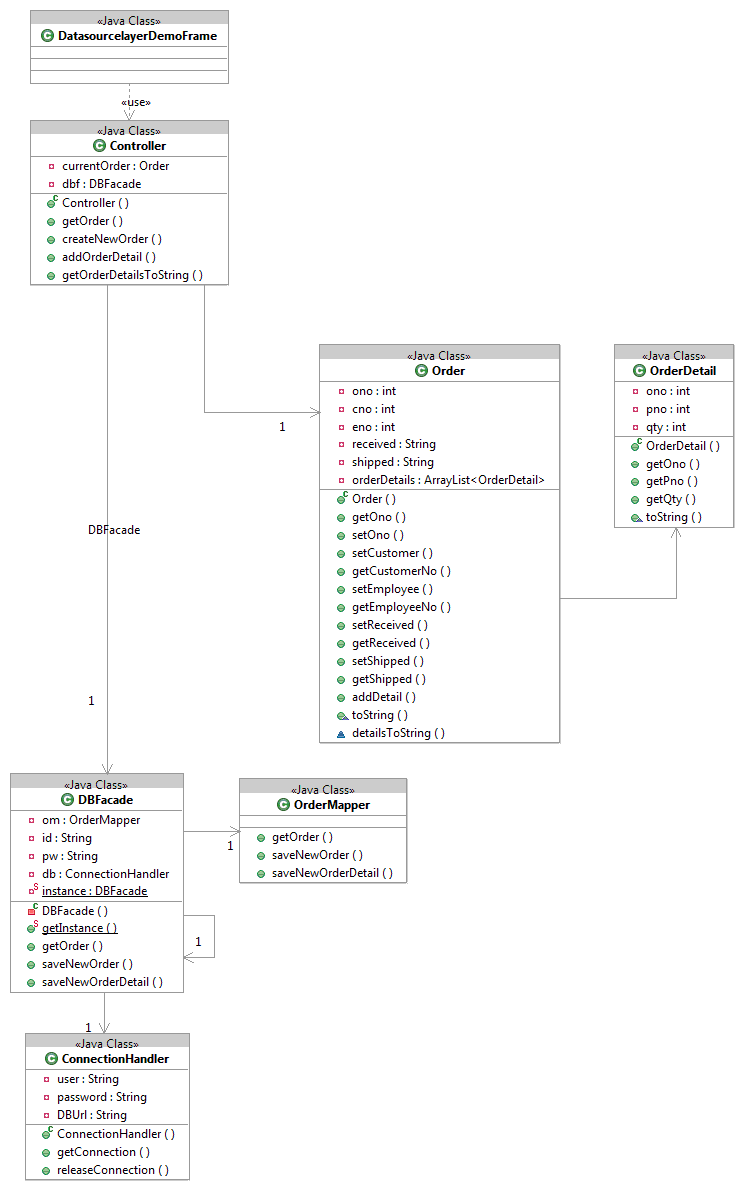 «Java Class»
DatasourcelayerDemoFrame
«use»
«Java Class»
Controller
currentOrder : Order
dbf : DBFacade
Controller ( )
getOrder ( )
createNewOrder ( )
addOrderDetail ( )
getOrderDetailsToString ( )
1
DBFacade
1
«Java Class»
Order
ono : int
cno : int
eno : int
received : String
shipped : String
orderDetails : ArrayList<OrderDetail>
Order ( )
getOno ( )
setOno ( )
setCustomer ( )
getCustomerNo ( )
setEmployee ( )
getEmployeeNo ( )
setReceived ( )
getReceived ( )
setShipped ( )
getShipped ( )
addDetail ( )
toString ( )
detailsToString ( )
«Java Class»
OrderDetail
ono : int
pno : int
qty : int
OrderDetail ( )
getOno ( )
getPno ( )
getQty ( )
toString ( )
«Java Class»
DBFacade
om : OrderMapper
id : String
pw : String
db : ConnectionHandler
instance : DBFacade
DBFacade ( )
getInstance ( )
getOrder ( )
saveNewOrder ( )
saveNewOrderDetail ( )
1
1
«Java Class»
OrderMapper
getOrder ( )
saveNewOrder ( )
saveNewOrderDetail ( )
1
«Java Class»
ConnectionHandler
user : String
password : String
DBUrl : String
ConnectionHandler ( )
getConnection ( )
releaseConnection ( )